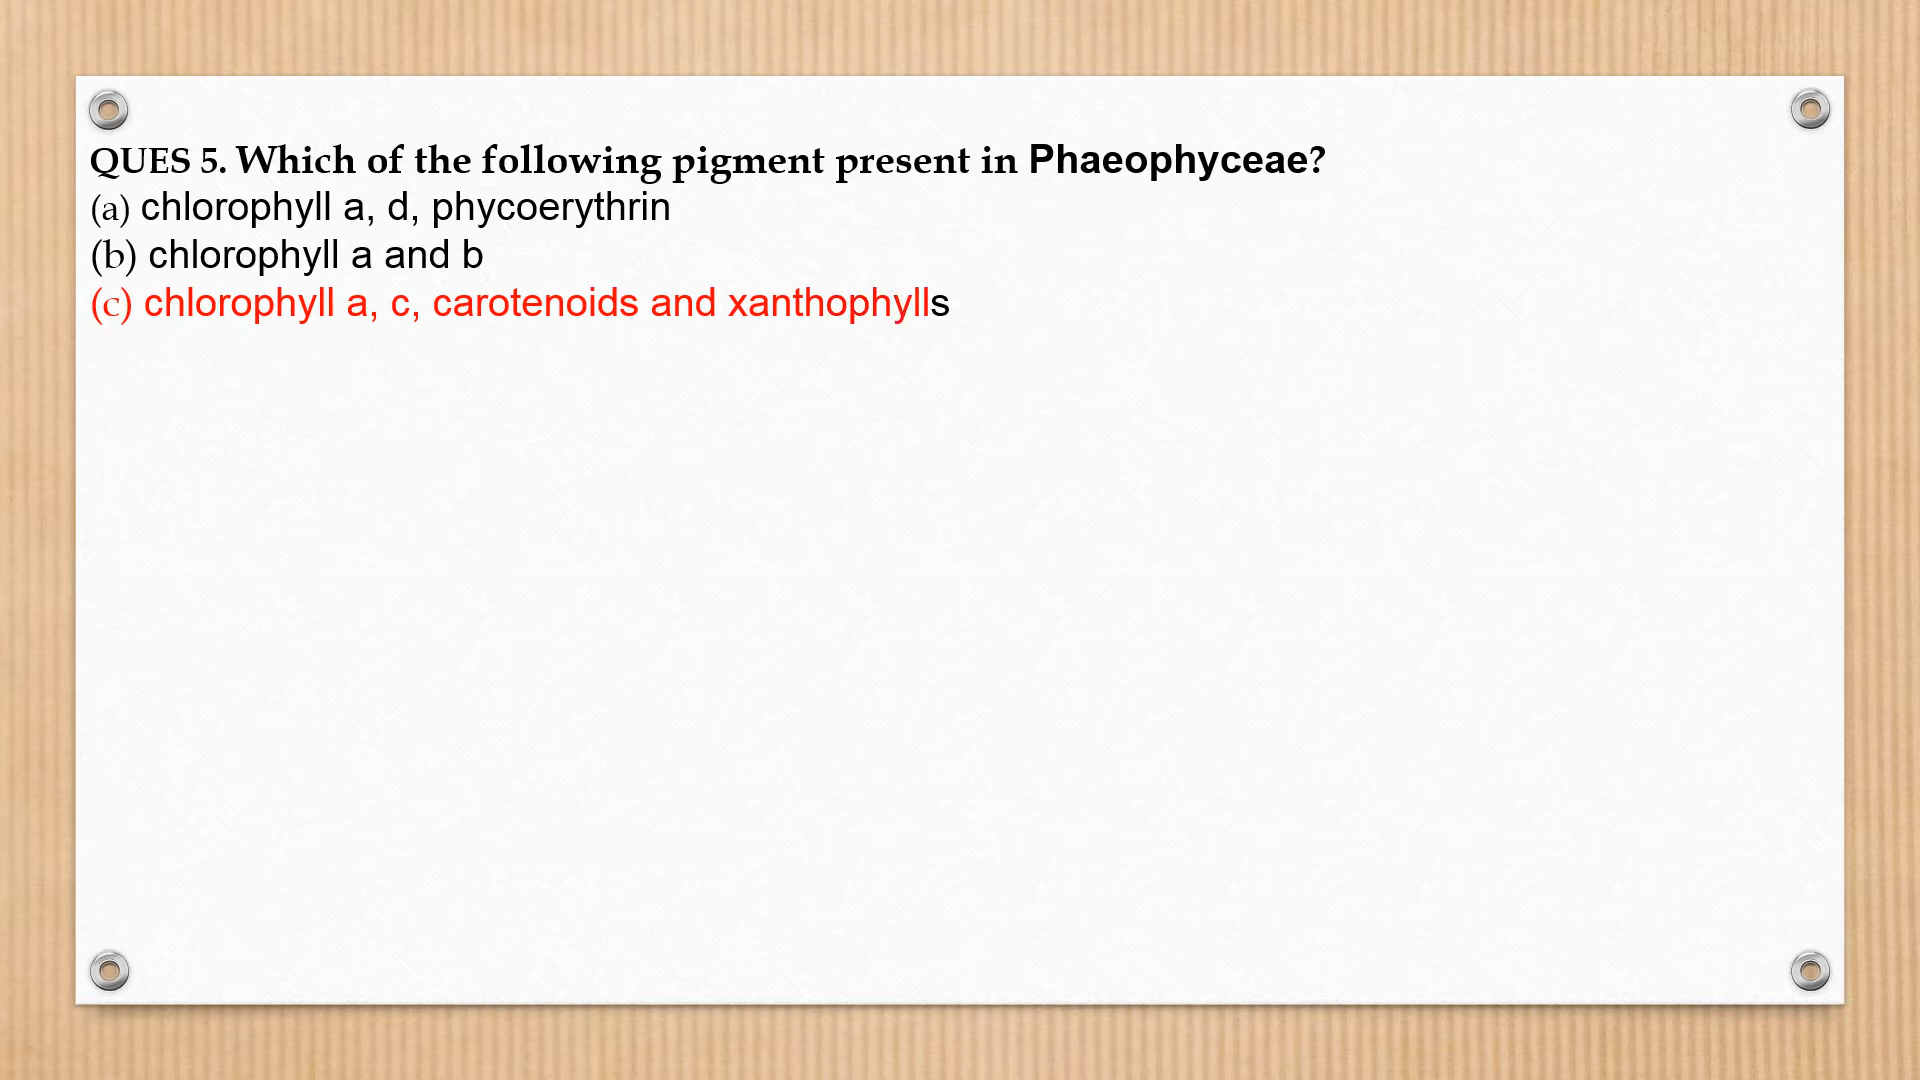 QUES 5. Which of the following pigment present in Phaeophyceae?
(a) chlorophyll a, d, phycoerythrin
(b) chlorophyll a and b
(c) chlorophyll a, c, carotenoids and xanthophylls